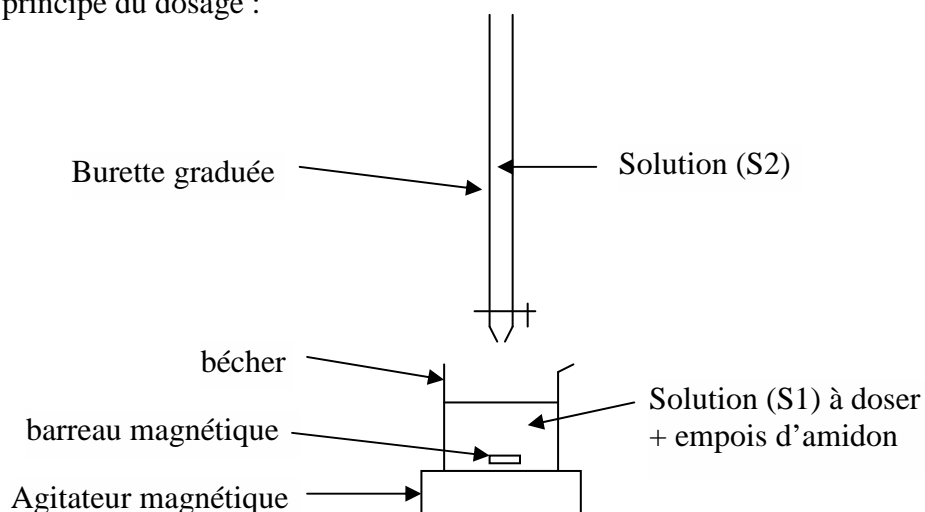 principe du dosage :
Burette graduée
Solution (S2)
bécher
Solution (S1) à doser
+ empois d’amidon
barreau magnétique
Agitateur magnétique